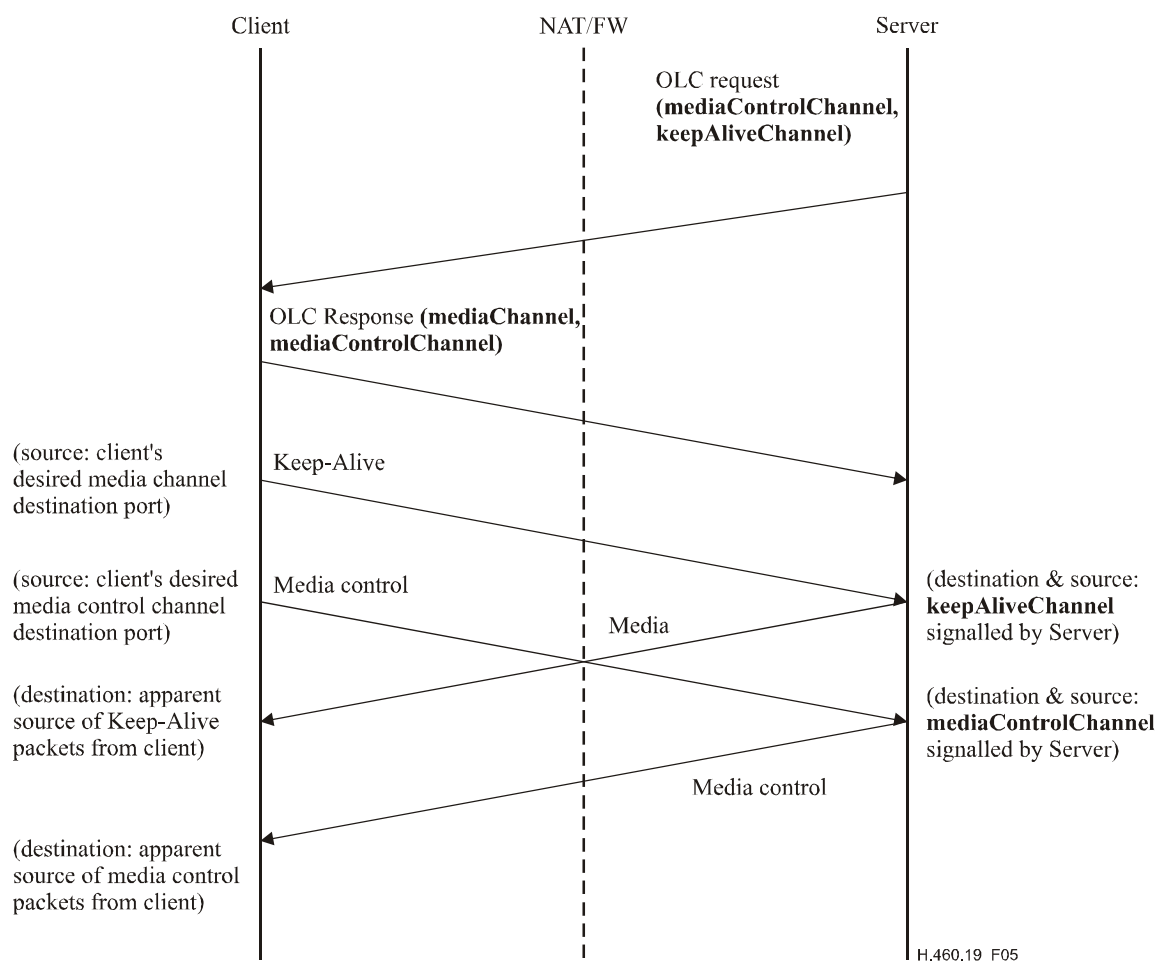 Client
NAT/FW
Server
OLC request
(mediaControlChannel,
keepAliveChannel)
OLC Response (mediaChannel,
mediaControlChannel)
(source: client's
desired media channel
destination port)
Keep-Alive
(source: client's desired
media control channel
destination port)
Media control
Media
(destination & source:
keepAliveChannel
signalled by Server)
(destination: apparent
source of Keep-Alive
packets from client)
(destination & source:
mediaControlChannel
signalled by Server)
Media control
(destination: apparent
source of media control
packets from client)
H.460.19_F05